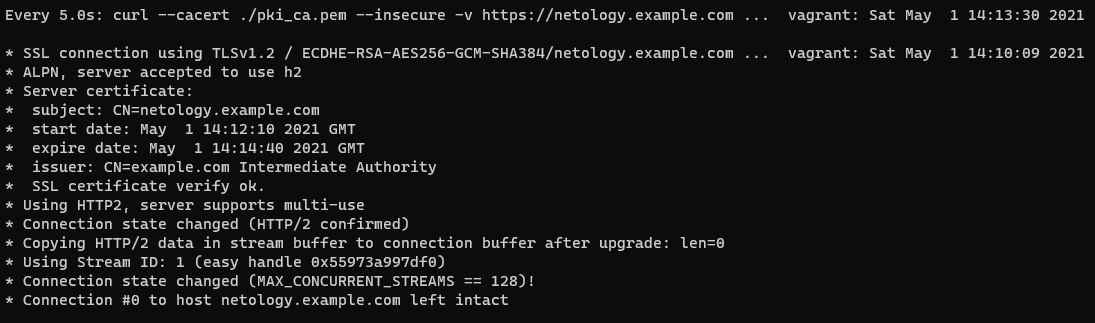 Every 5.0s: curl --cacert ./pki_ca.pem --insecure -v https://netology.example.com ...  vagrant: Sat May  1 14:13:30 2021
* SSL connection using TLSv1.2 / ECDHE-RSA-AES256-GCM-SHA384/netology.example.com ...  vagrant: Sat May  1 14:10:09 2021
* ALPN, server accepted to use h2
* Server certificate:
*  subject: CN=netology.example.com
*  start date: May  1 14:12:10 2021 GMT
*  expire date: May  1 14:14:40 2021 GMT
*  issuer: CN=example.com Intermediate Authority
*  SSL certificate verify ok.
* Using HTTP2, server supports multi-use
* Connection state changed (HTTP/2 confirmed)
* Copying HTTP/2 data in stream buffer to connection buffer after upgrade: len=0
* Using Stream ID: 1 (easy handle 0x55973a997df0)
* Connection state changed (MAX_CONCURRENT_STREAMS == 128)!
* Connection #0 to host netology.example.com left intact